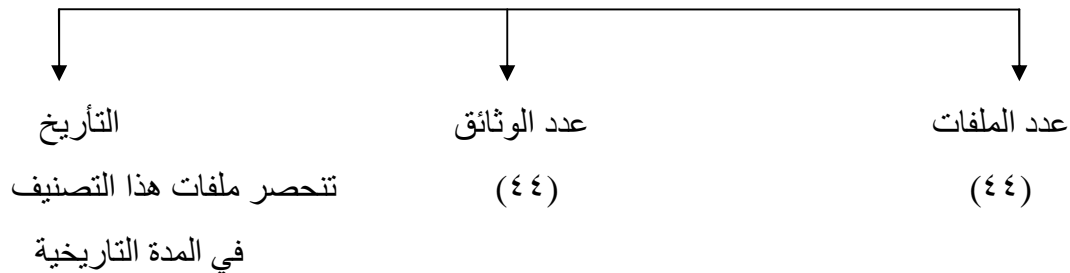 عدد الملفات
(٤٤)
عدد الوثائق
(٤٤)
التأريخ
تنحصر ملفات هذا التصنيف
في المدة التاريخية